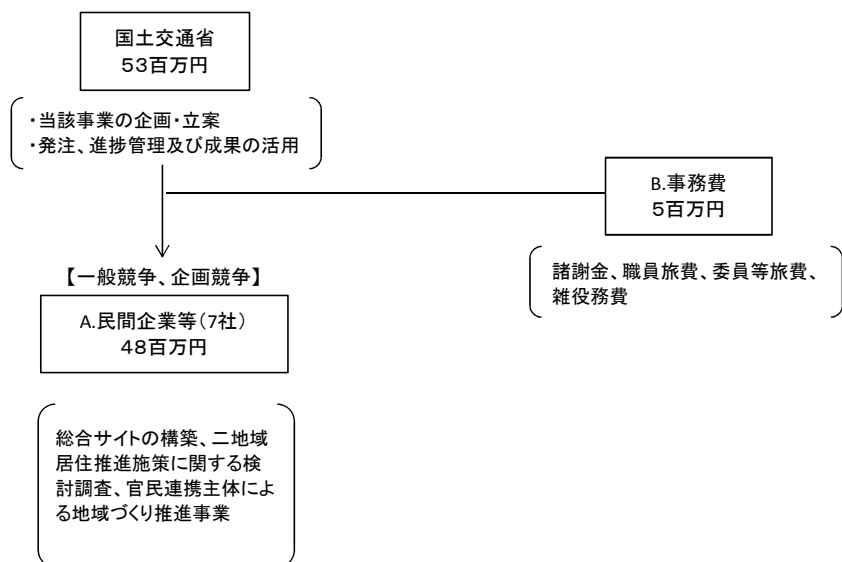 国土交通省
５３百万円
・当該事業の企画・立案
・発注、進捗管理及び成果の活用
B.事務費
５百万円
諸謝金、職員旅費、委員等旅費、
雑役務費
【一般競争、企画競争】
A.民間企業等（７社）
４８百万円
総合サイトの構築、二地域
居住推進施策に関する検
討調査、官民連携主体によ
る地域づくり推進事業